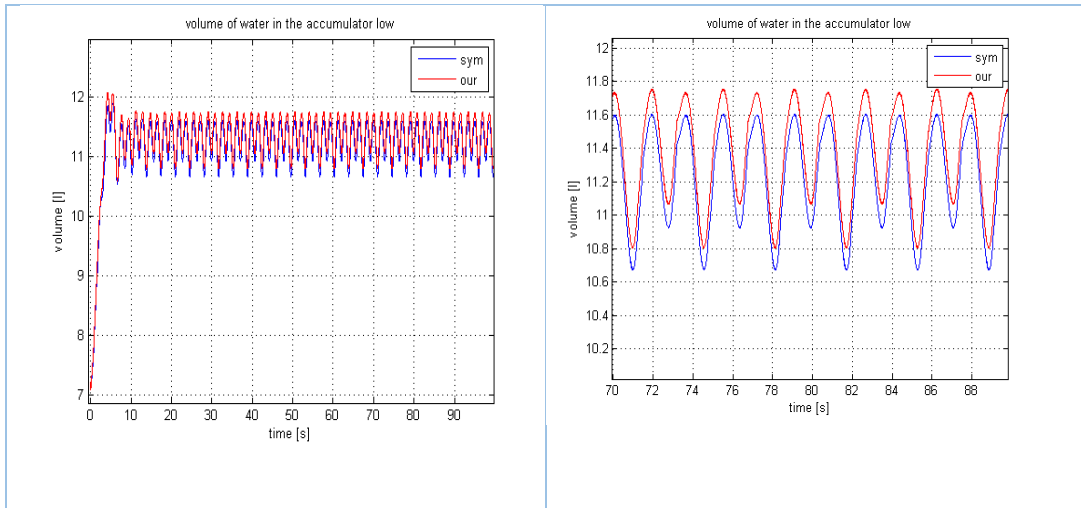 volume of water in the accumulator low
sym
our
12
11
10
9
8
7
volume [l]
0 10 20 30 40 50 60 70 80 90
time [s]
volume of water in the accumulator low
sym
our
12
11.8
11.6
11.4
11.2
11
10.8
10.6
10.4
10.2
volume [l]
70 72 74 76 78 80 82 84 86 88
time [s]